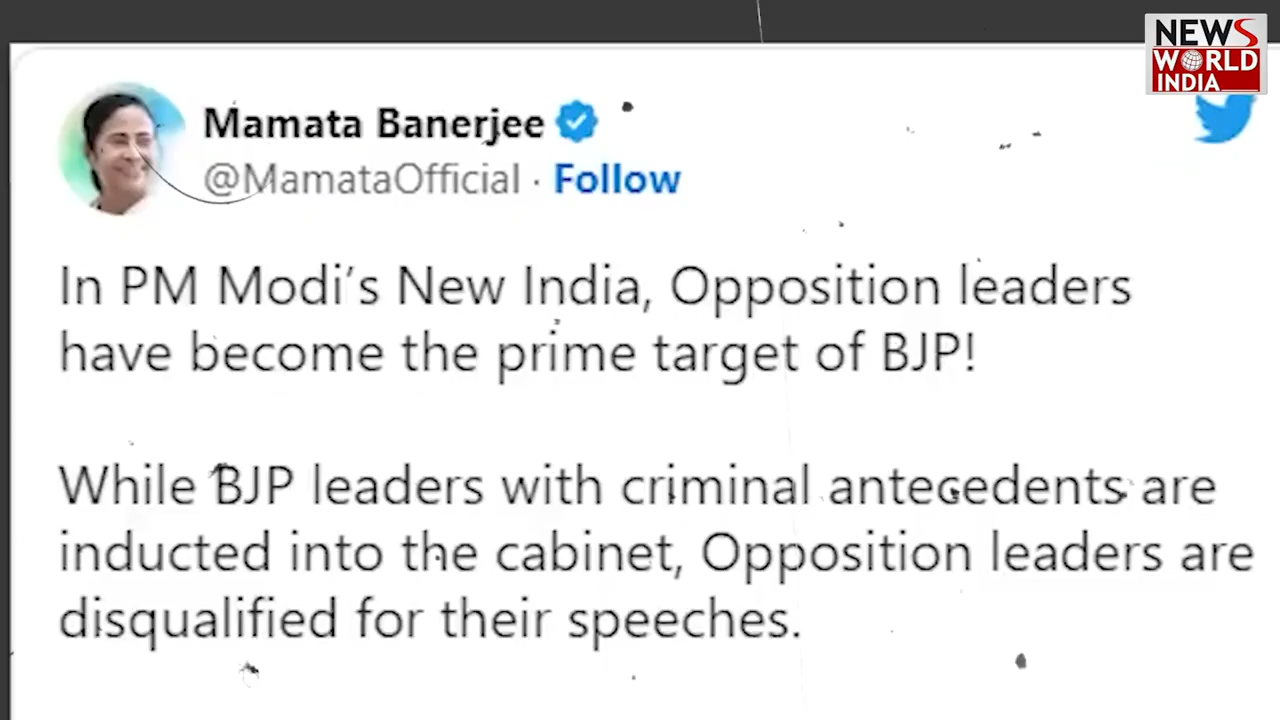 NEWS
WORLD
INDIA
Mamata Banerjee
@MamataOfficial · Follow
In PM Modi’s New India, Opposition leaders
have become the prime target of BJP!
While BJP leaders with criminal antecedents are
inducted into the cabinet, Opposition leaders are
disqualified for their speeches.